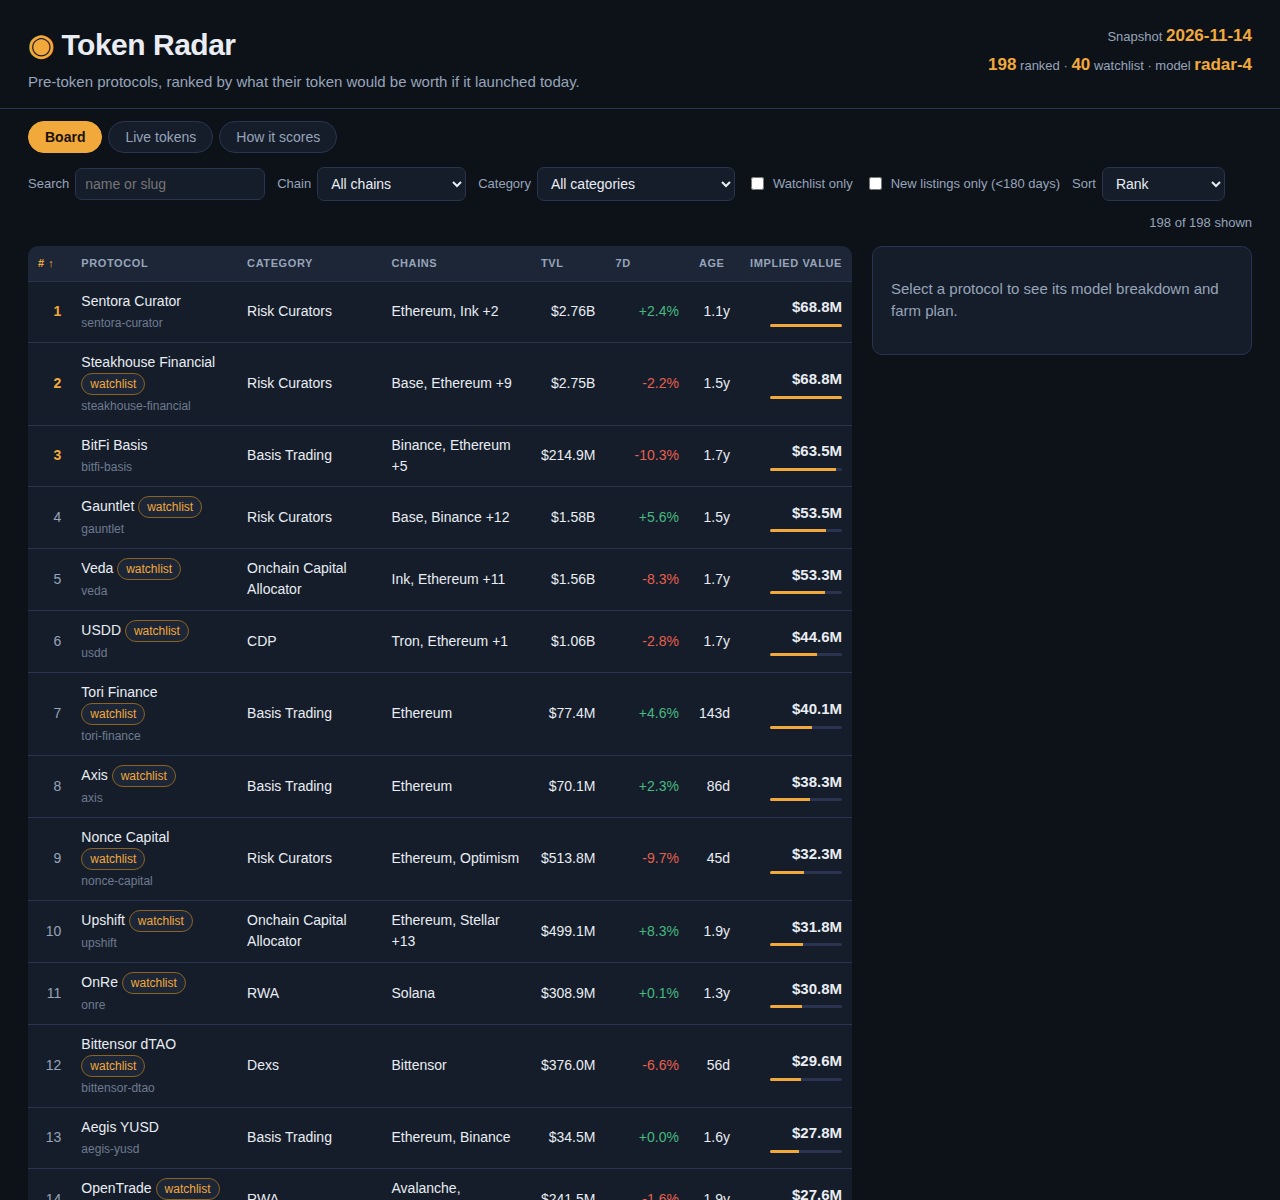 ◉ Token Radar
Pre-token protocols, ranked by what their token would be worth if it launched today.
Snapshot 2026-11-14
198 ranked · 40 watchlist · model radar-4
Board Live tokens How it scores
Search name or slug Chain All chains Category All categories Watchlist only New listings only (<180 days) Sort Rank
198 of 198 shown
# ↑ PROTOCOL CATEGORY CHAINS TVL 7D AGE IMPLIED VALUE
1 Sentora Curator Risk Curators Ethereum, Ink +2 $2.76B +2.4% 1.1y $68.8M
sentora-curator
2 Steakhouse Financial Risk Curators Base, Ethereum +9 $2.75B -2.2% 1.5y $68.8M
watchlist
steakhouse-financial
3 BitFi Basis Basis Trading Binance, Ethereum $214.9M -10.3% 1.7y $63.5M
bitfi-basis +5
4 Gauntlet watchlist Risk Curators Base, Binance +12 $1.58B +5.6% 1.5y $53.5M
gauntlet
5 Veda watchlist Onchain Capital Ink, Ethereum +11 $1.56B -8.3% 1.7y $53.3M
veda Allocator
6 USDD watchlist CDP Tron, Ethereum +1 $1.06B -2.8% 1.7y $44.6M
usdd
7 Tori Finance Basis Trading Ethereum $77.4M +4.6% 143d $40.1M
watchlist
tori-finance
8 Axis watchlist Basis Trading Ethereum $70.1M +2.3% 86d $38.3M
axis
9 Nonce Capital Risk Curators Ethereum, Optimism $513.8M -9.7% 45d $32.3M
watchlist
nonce-capital
10 Upshift watchlist Onchain Capital Ethereum, Stellar $499.1M +8.3% 1.9y $31.8M
upshift Allocator +13
11 OnRe watchlist RWA Solana $308.9M +0.1% 1.3y $30.8M
onre
12 Bittensor dTAO Dexs Bittensor $376.0M -6.6% 56d $29.6M
watchlist
bittensor-dtao
13 Aegis YUSD Basis Trading Ethereum, Binance $34.5M +0.0% 1.6y $27.8M
aegis-yusd
14 OpenTrade watchlist RWA Avalanche, $241.5M -1.6% 1.9y $27.6M
Select a protocol to see its model breakdown and
farm plan.